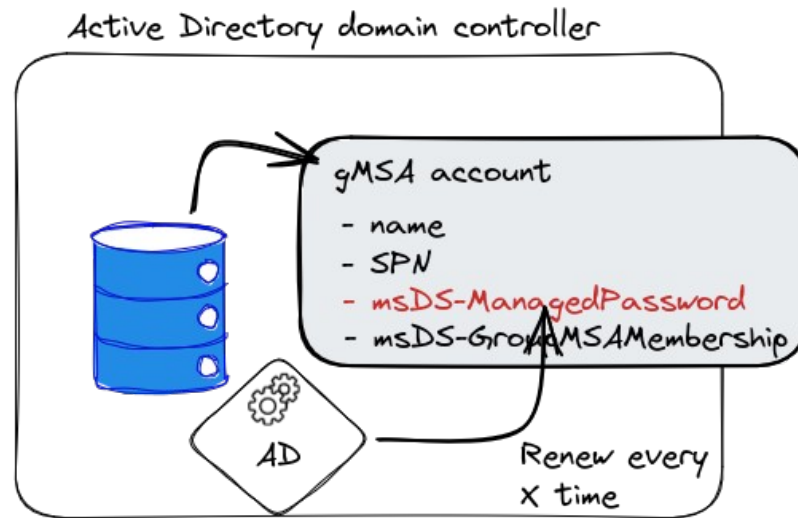 Active Directory domain controller
gMSA account
- name
- SPN
- msDS-ManagedPassword
- msDS-GroupMSAMembership
AD
Renew every
X time